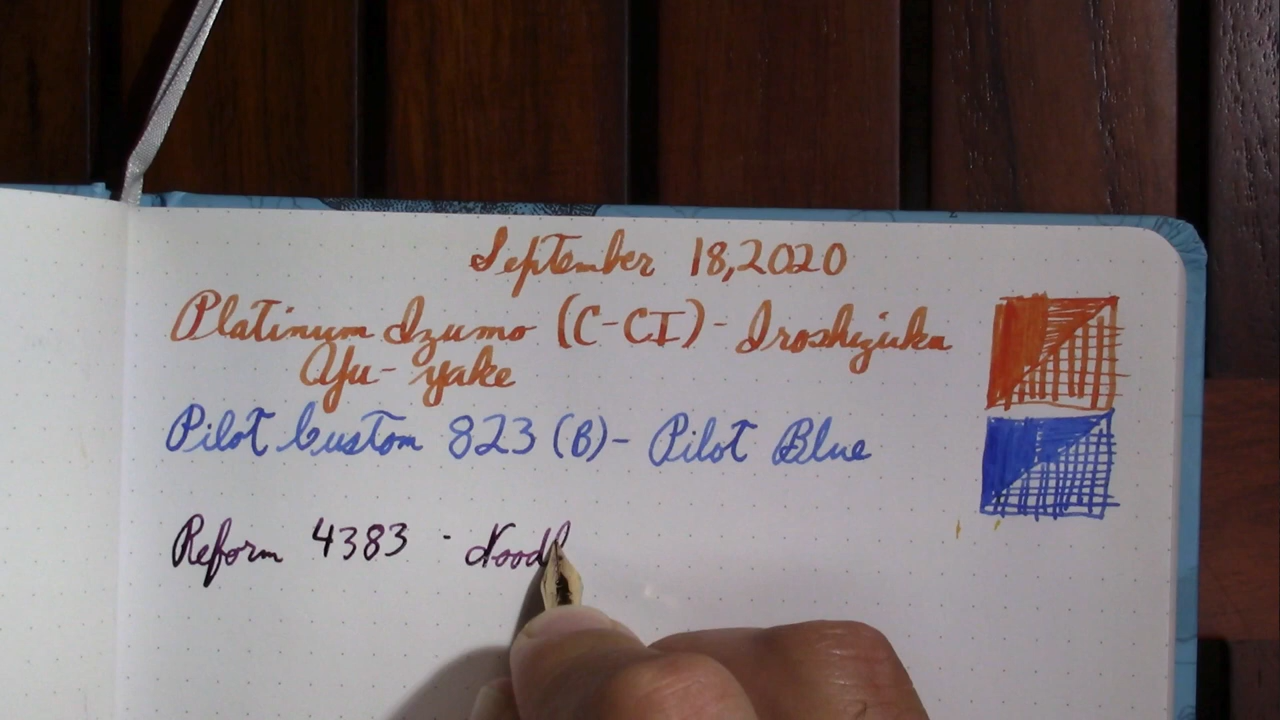 September 18, 2020
Platinum Izumo (C-CI) - Iroshizuku
Yu-yake
Pilot Custom 823 (B) - Pilot Blue
Reform 4383 - Noodl